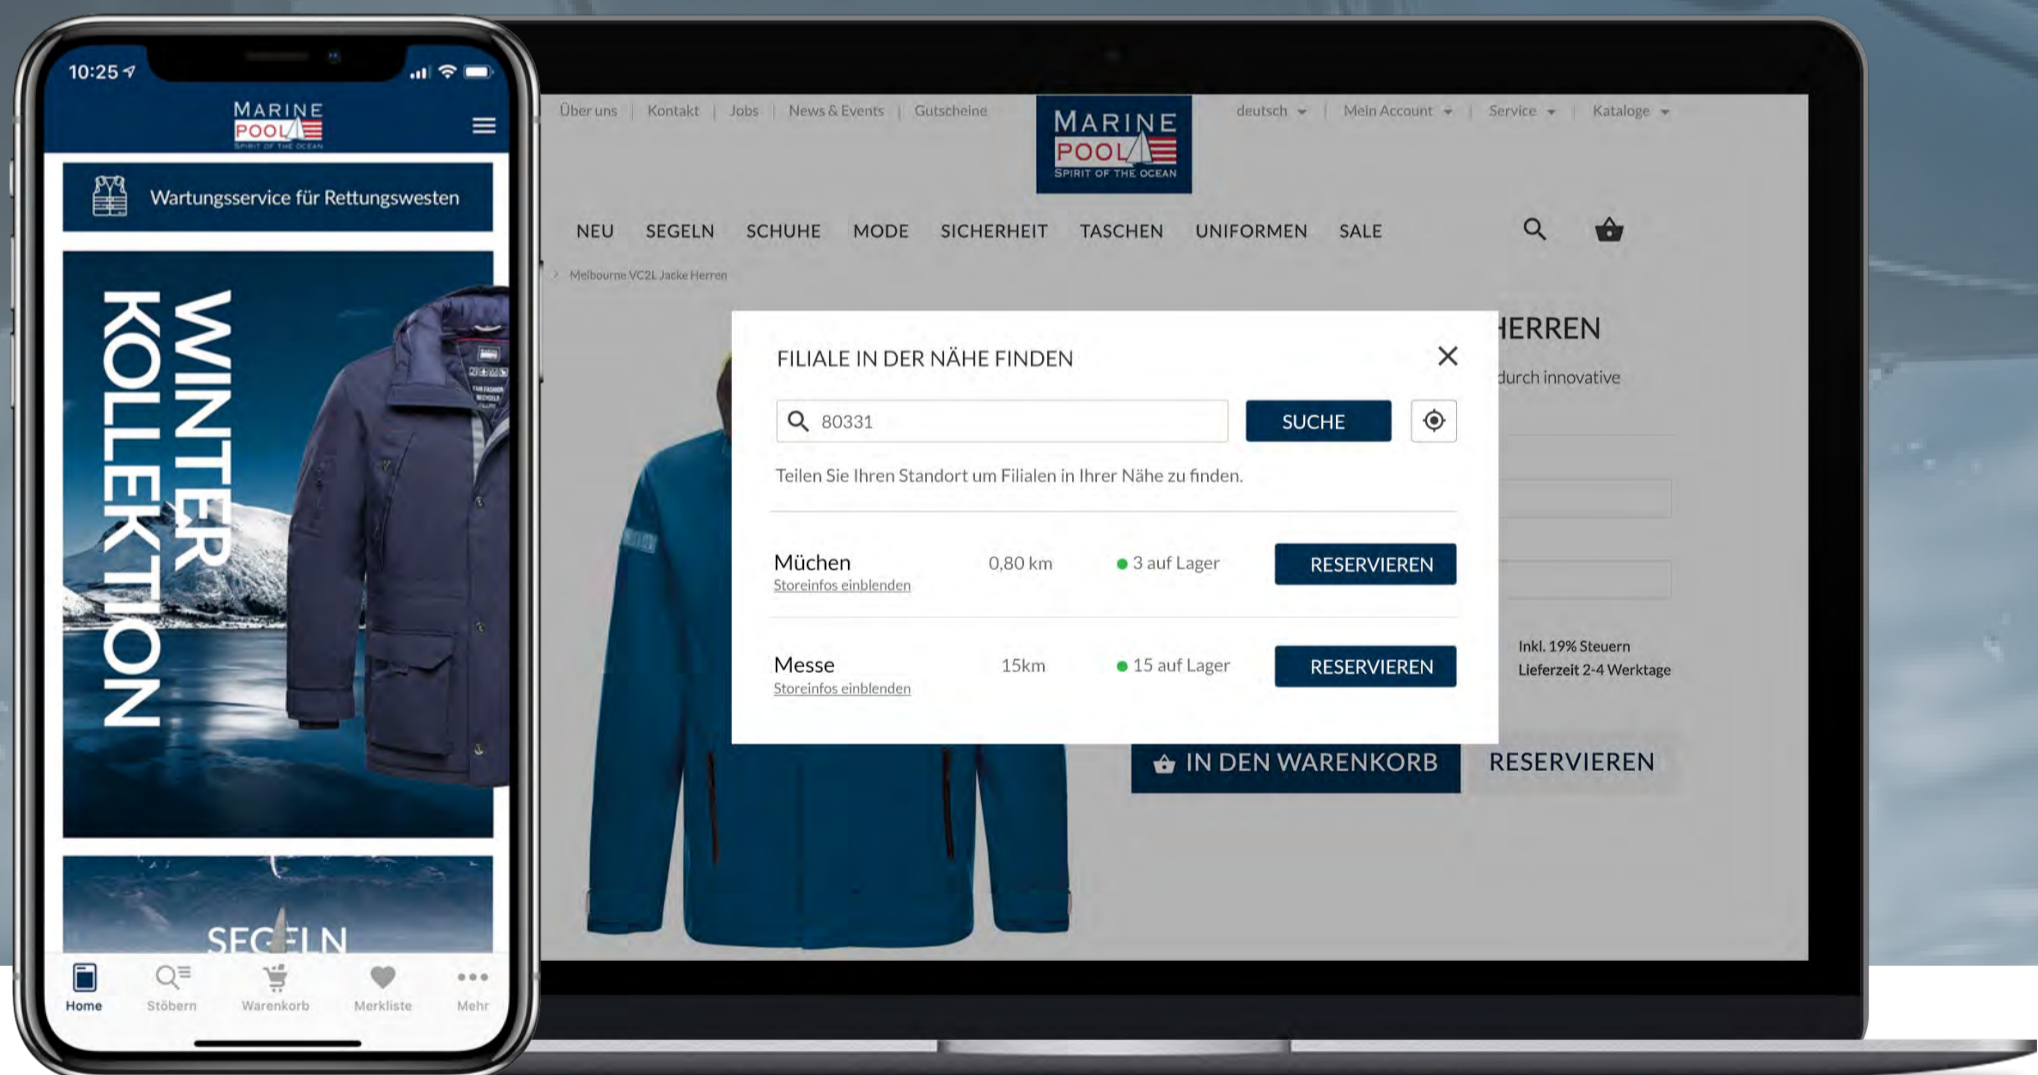 10:25
MARINE
POOL
SPIRIT OF THE OCEAN
Wartungsservice für Rettungswesten
WINTER
KOLLEKTION
SEGELN
Home
Stöbern
Warenkorb
Merkliste
Mehr
Über uns | Kontakt | Jobs | News & Events | Gutscheine
MARINE
POOL
SPIRIT OF THE OCEAN
deutsch | Mein Account | Service | Kataloge
NEU SEGELN SCHUHE MODE SICHERHEIT TASCHEN UNIFORMEN SALE
> Melbourne VC2L Jacke Herren
HERREN
durch innovative
FILIALE IN DER NÄHE FINDEN
80331
SUCHE
Teilen Sie Ihren Standort um Filialen in Ihrer Nähe zu finden.
Müchen 0,80 km 3 auf Lager RESERVIEREN
Storeinfos einblenden
Messe 15km 15 auf Lager RESERVIEREN
Storeinfos einblenden
Inkl. 19% Steuern
Lieferzeit 2-4 Werktage
IN DEN WARENKORB
RESERVIEREN